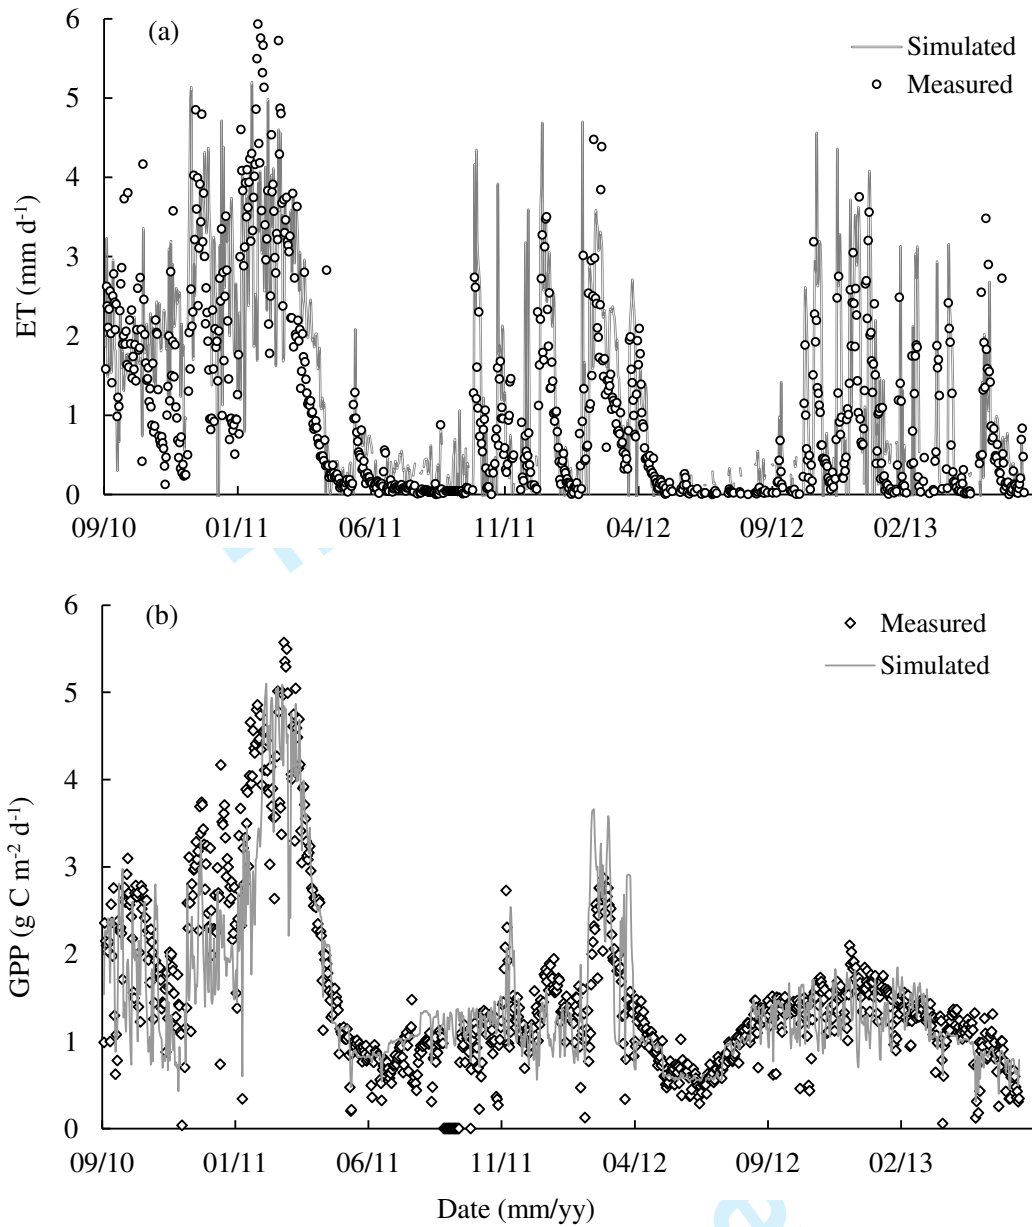 (a)
Simulated
Measured
6
5
4
3
2
1
0
ET (mm d-1)
09/10 01/11 06/11 11/11 04/12 09/12 02/13
(b)
Measured
Simulated
6
5
4
3
2
1
0
GPP (g C m-2 d-1)
09/10 01/11 06/11 11/11 04/12 09/12 02/13
Date (mm/yy)